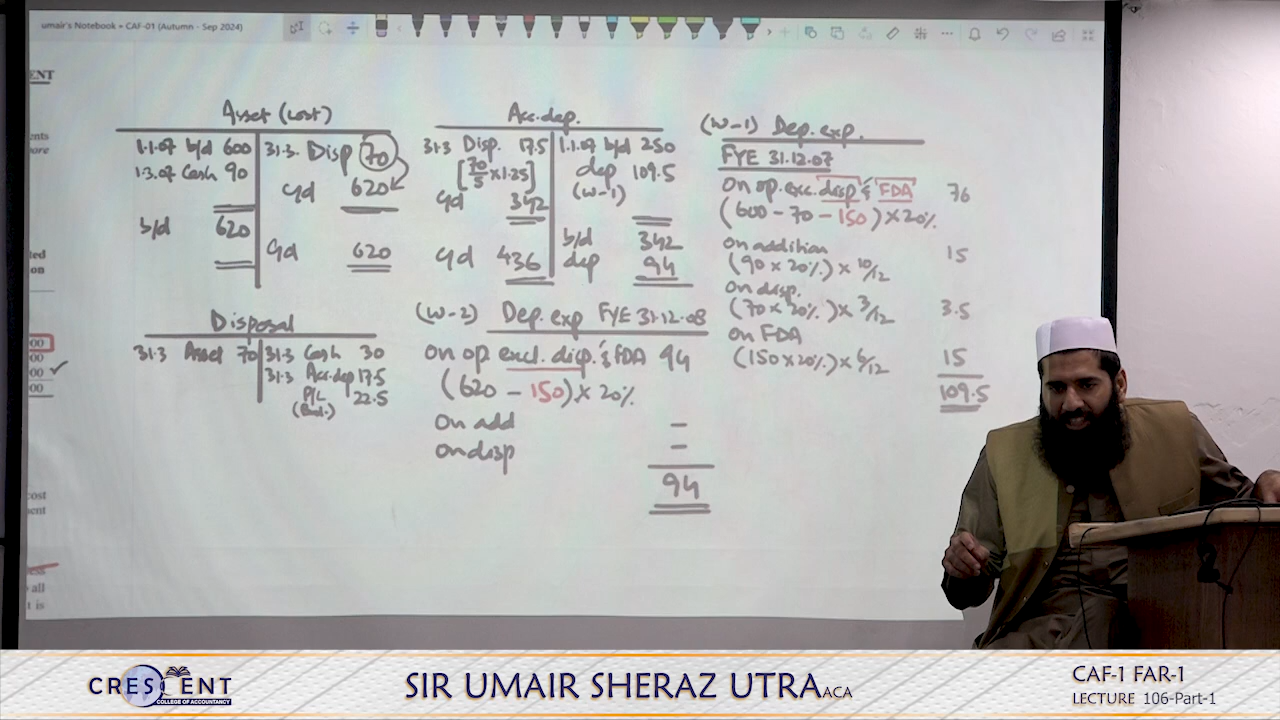 umair's Notebook » CAF-01 (Autumn - Sep 2024)
ENT
Asset (Cost)
1.1.07 b/d 600 31.3. Disp 70
1.3.07 Cash 90
c/d 620
b/d 620
c/d 620
Acc. dep.
31.3 Disp. 17.5 1.1.07 b/d 250
[70/5 x 1.25] dep 109.5
(W-1)
c/d 342
b/d 342
c/d 436 dep 94
(W-1) Dep. exp.
FYE 31.12.07
On op. exc. disp & FDA 76
(600 - 70 - 150) x 20%
On addition 15
(90 x 20%) x 10/12
On disp. 3.5
(70 x 20%) x 3/12
On FDA
(150 x 20%) x 6/12 15
109.5
Disposal
31.3 Asset 70 31.3 Cash 30
31.3 Acc. dep 17.5
P/L 22.5
(Bal.)
(W-2) Dep. exp FYE 31.12.08
On op excl. disp. & FDA 94
(620 - 150) x 20%
On add -
On disp -
94
CRESCENT
COLLEGE OF ACCOUNTANCY
SIR UMAIR SHERAZ UTRA ACA
CAF-1 FAR-1
LECTURE 106-Part-1